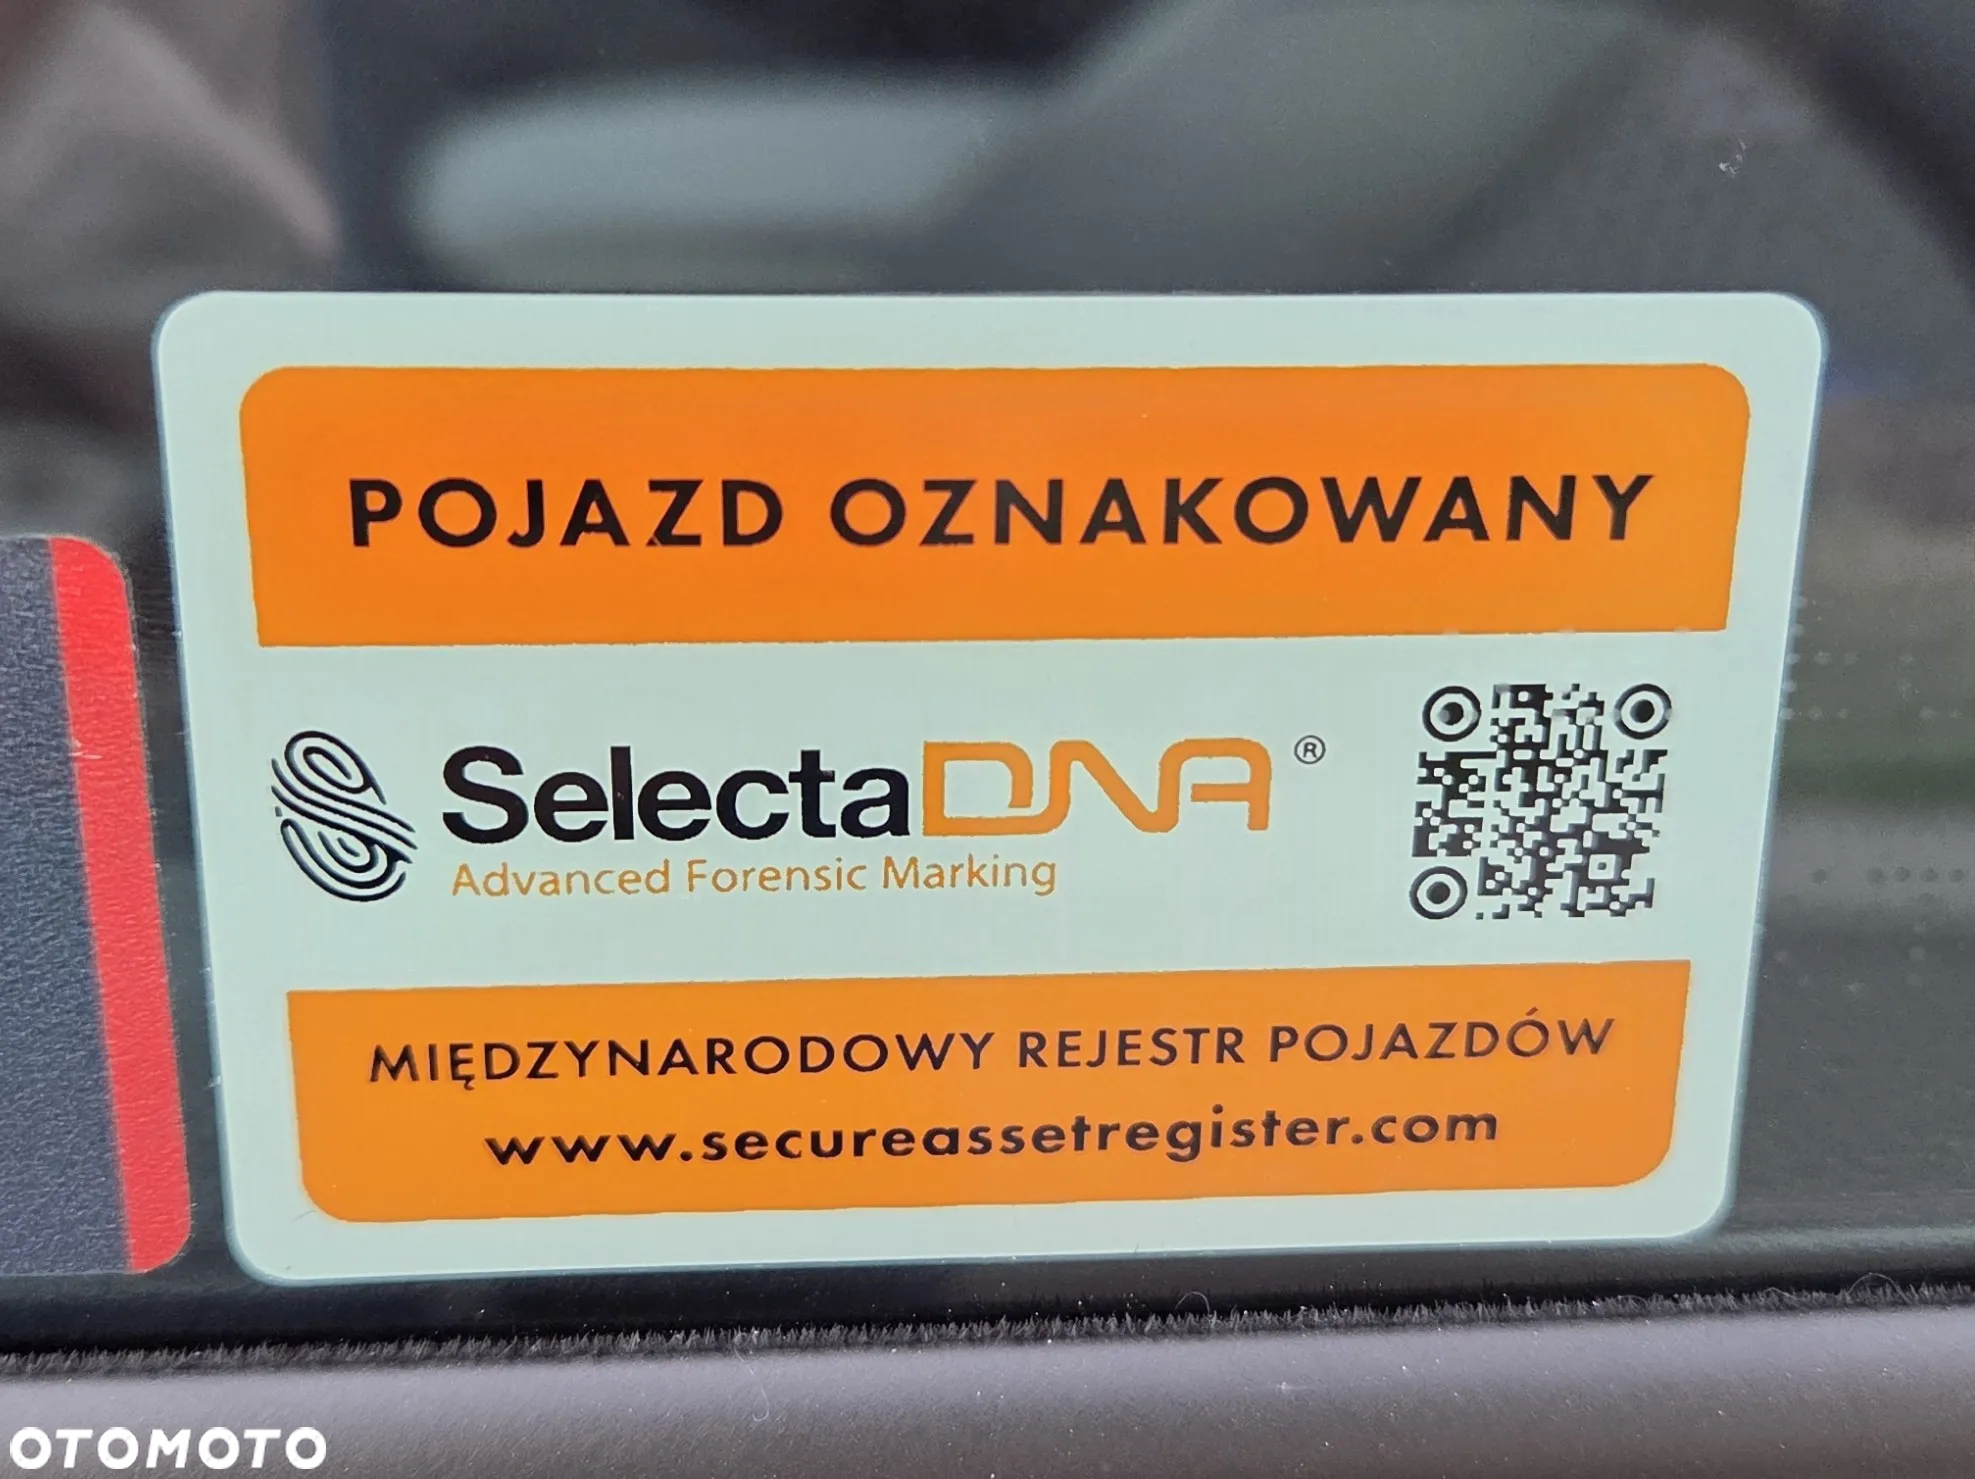 POJAZD OZNAKOWANY
SelectaDNA®
Advanced Forensic Marking
MIĘDZYNARODOWY REJESTR POJAZDÓW
www.secureassetregister.com
OTOMOTO